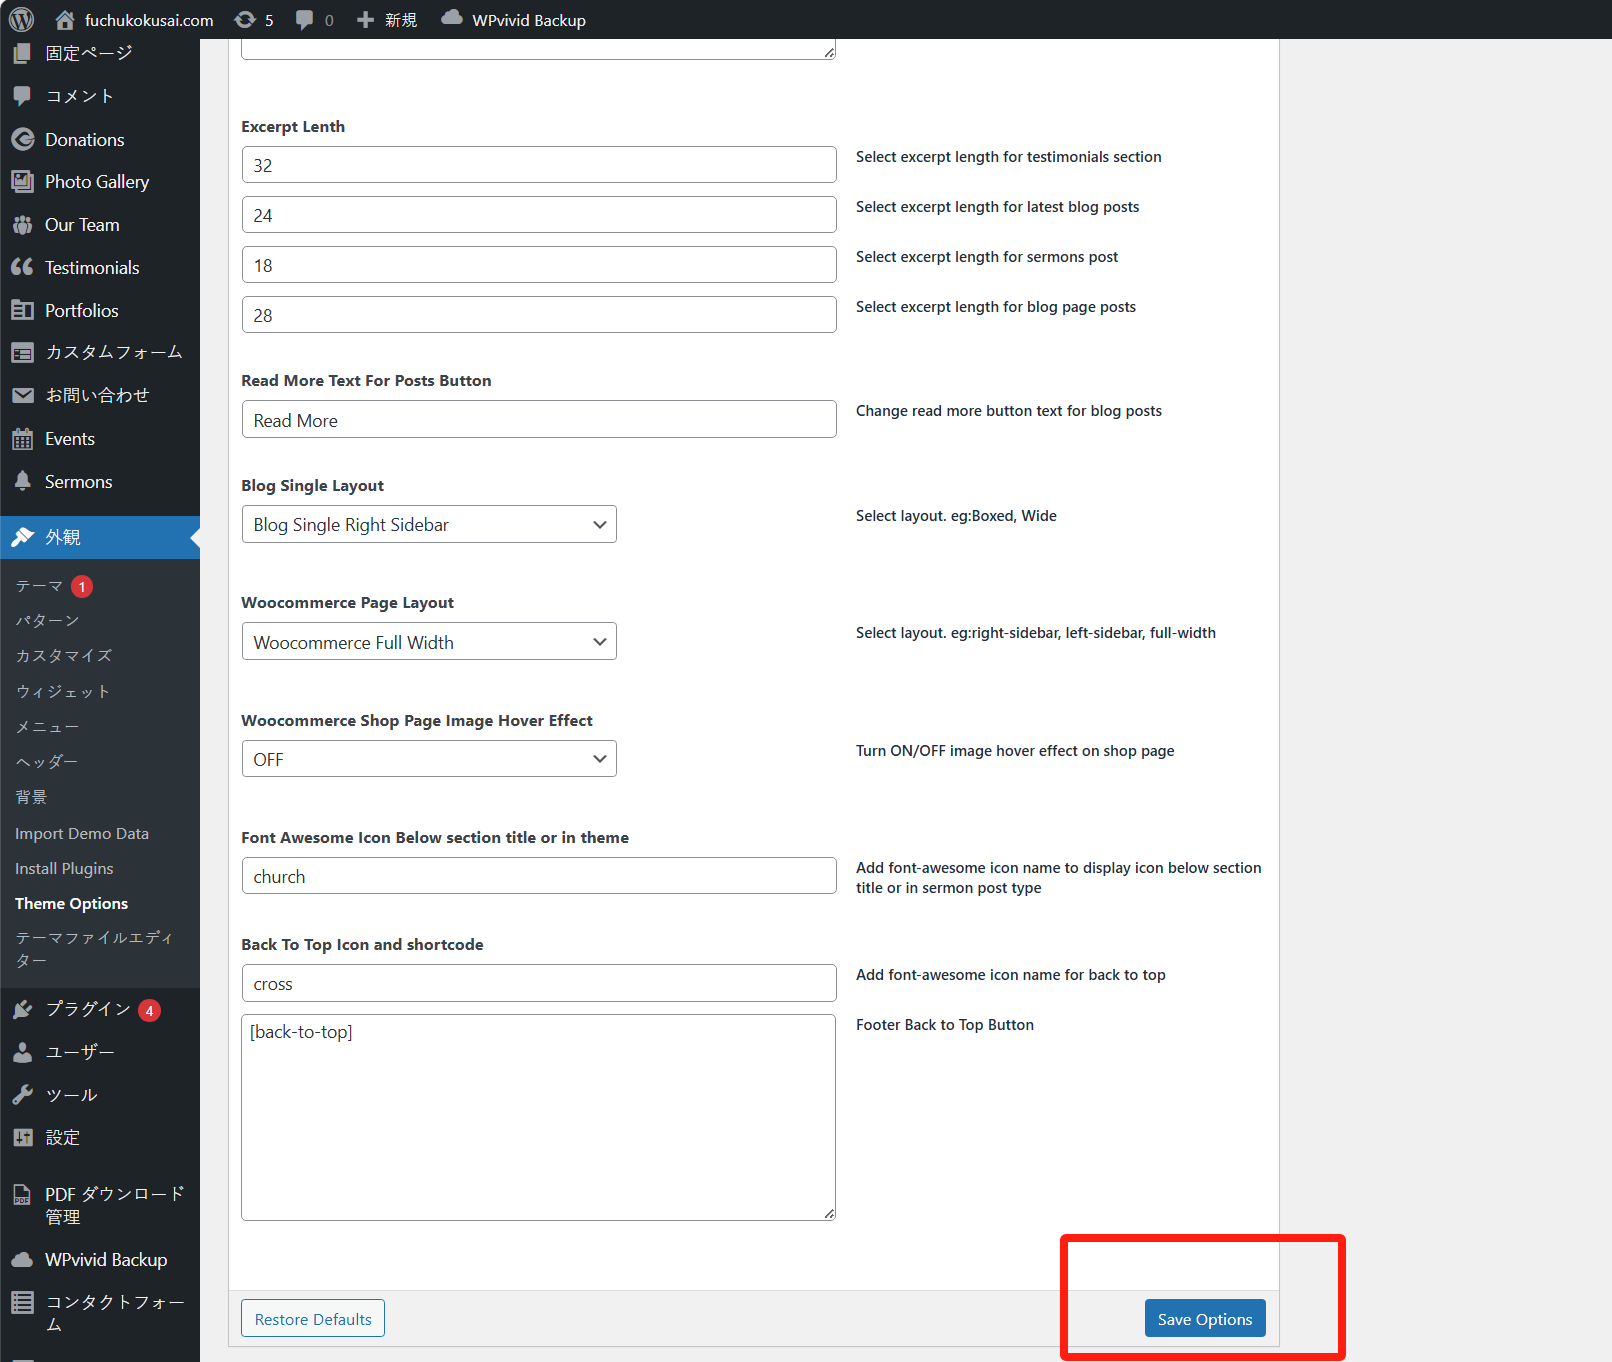 fuchukokusai.com 5 0 新規 WPvivid Backup
固定ページ
コメント
Donations
Photo Gallery
Our Team
Testimonials
Portfolios
カスタムフォーム
お問い合わせ
Events
Sermons
外観
テーマ 1
パターン
カスタマイズ
ウィジェット
メニュー
ヘッダー
背景
Import Demo Data
Install Plugins
Theme Options
テーマファイルエディ
ター
プラグイン 4
ユーザー
ツール
設定
PDF ダウンロード
管理
WPvivid Backup
コンタクトフォー
ム
Excerpt Lenth
32
Select excerpt length for testimonials section
24
Select excerpt length for latest blog posts
18
Select excerpt length for sermons post
28
Select excerpt length for blog page posts
Read More Text For Posts Button
Read More
Change read more button text for blog posts
Blog Single Layout
Blog Single Right Sidebar
Select layout. eg:Boxed, Wide
Woocommerce Page Layout
Woocommerce Full Width
Select layout. eg:right-sidebar, left-sidebar, full-width
Woocommerce Shop Page Image Hover Effect
OFF
Turn ON/OFF image hover effect on shop page
Font Awesome Icon Below section title or in theme
church
Add font-awesome icon name to display icon below section
title or in sermon post type
Back To Top Icon and shortcode
cross
Add font-awesome icon name for back to top
[back-to-top]
Footer Back to Top Button
Restore Defaults
Save Options